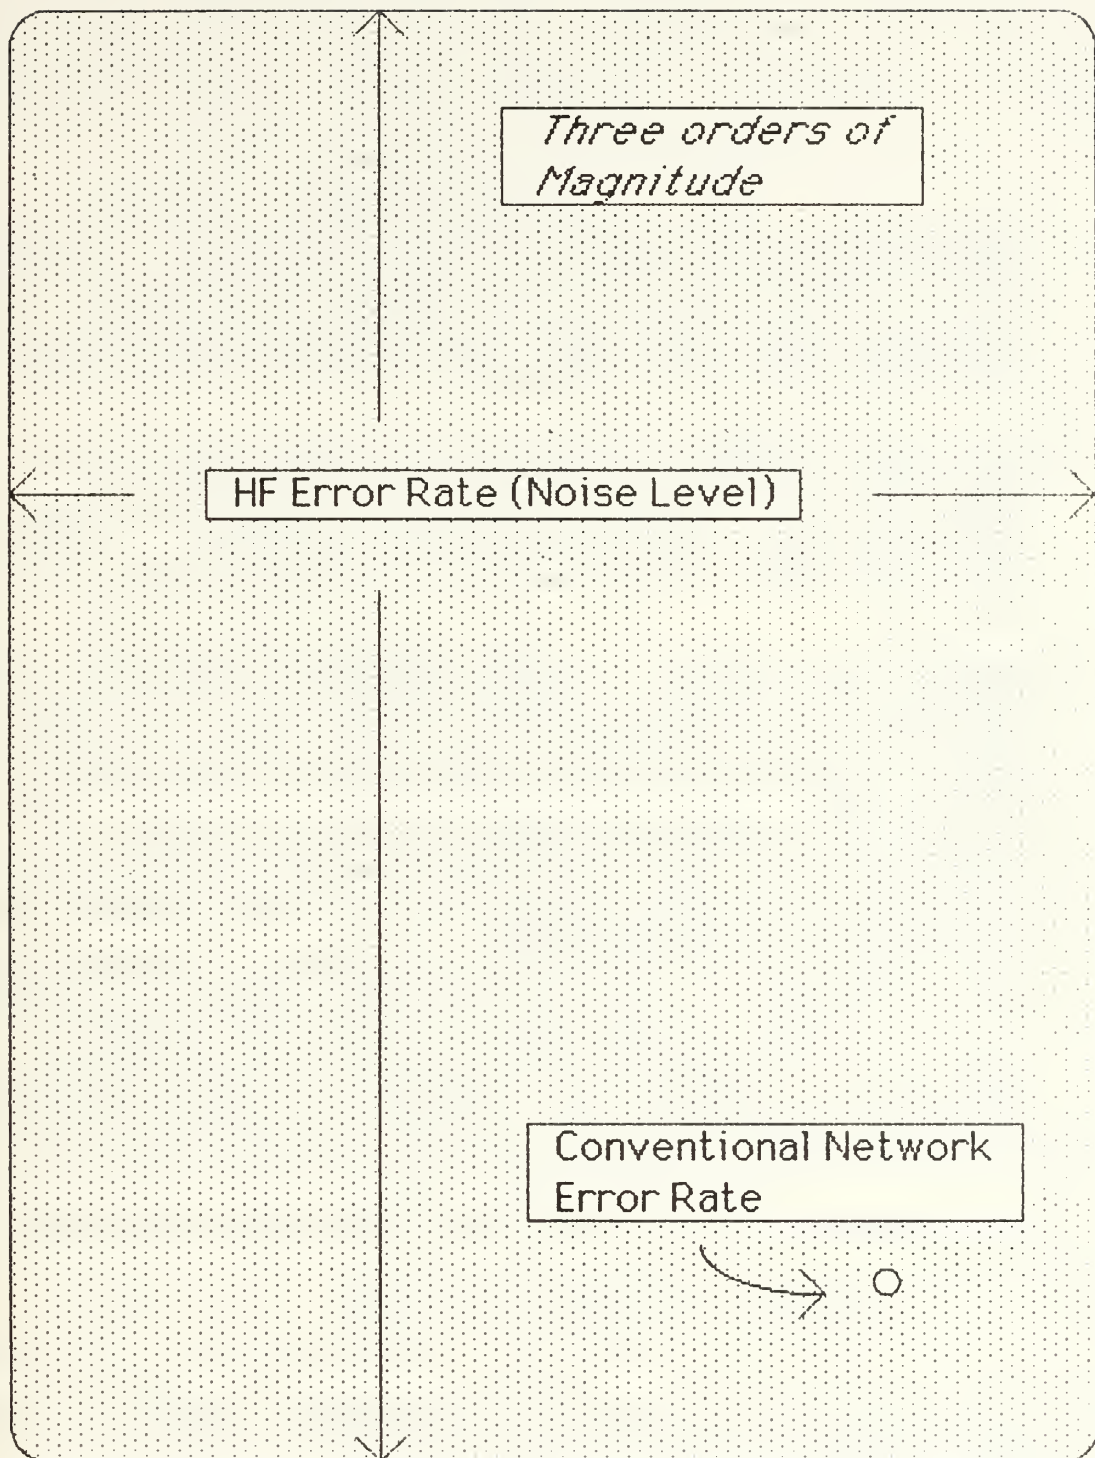 Three orders of
Magnitude
HF Error Rate (Noise Level)
Conventional Network
Error Rate